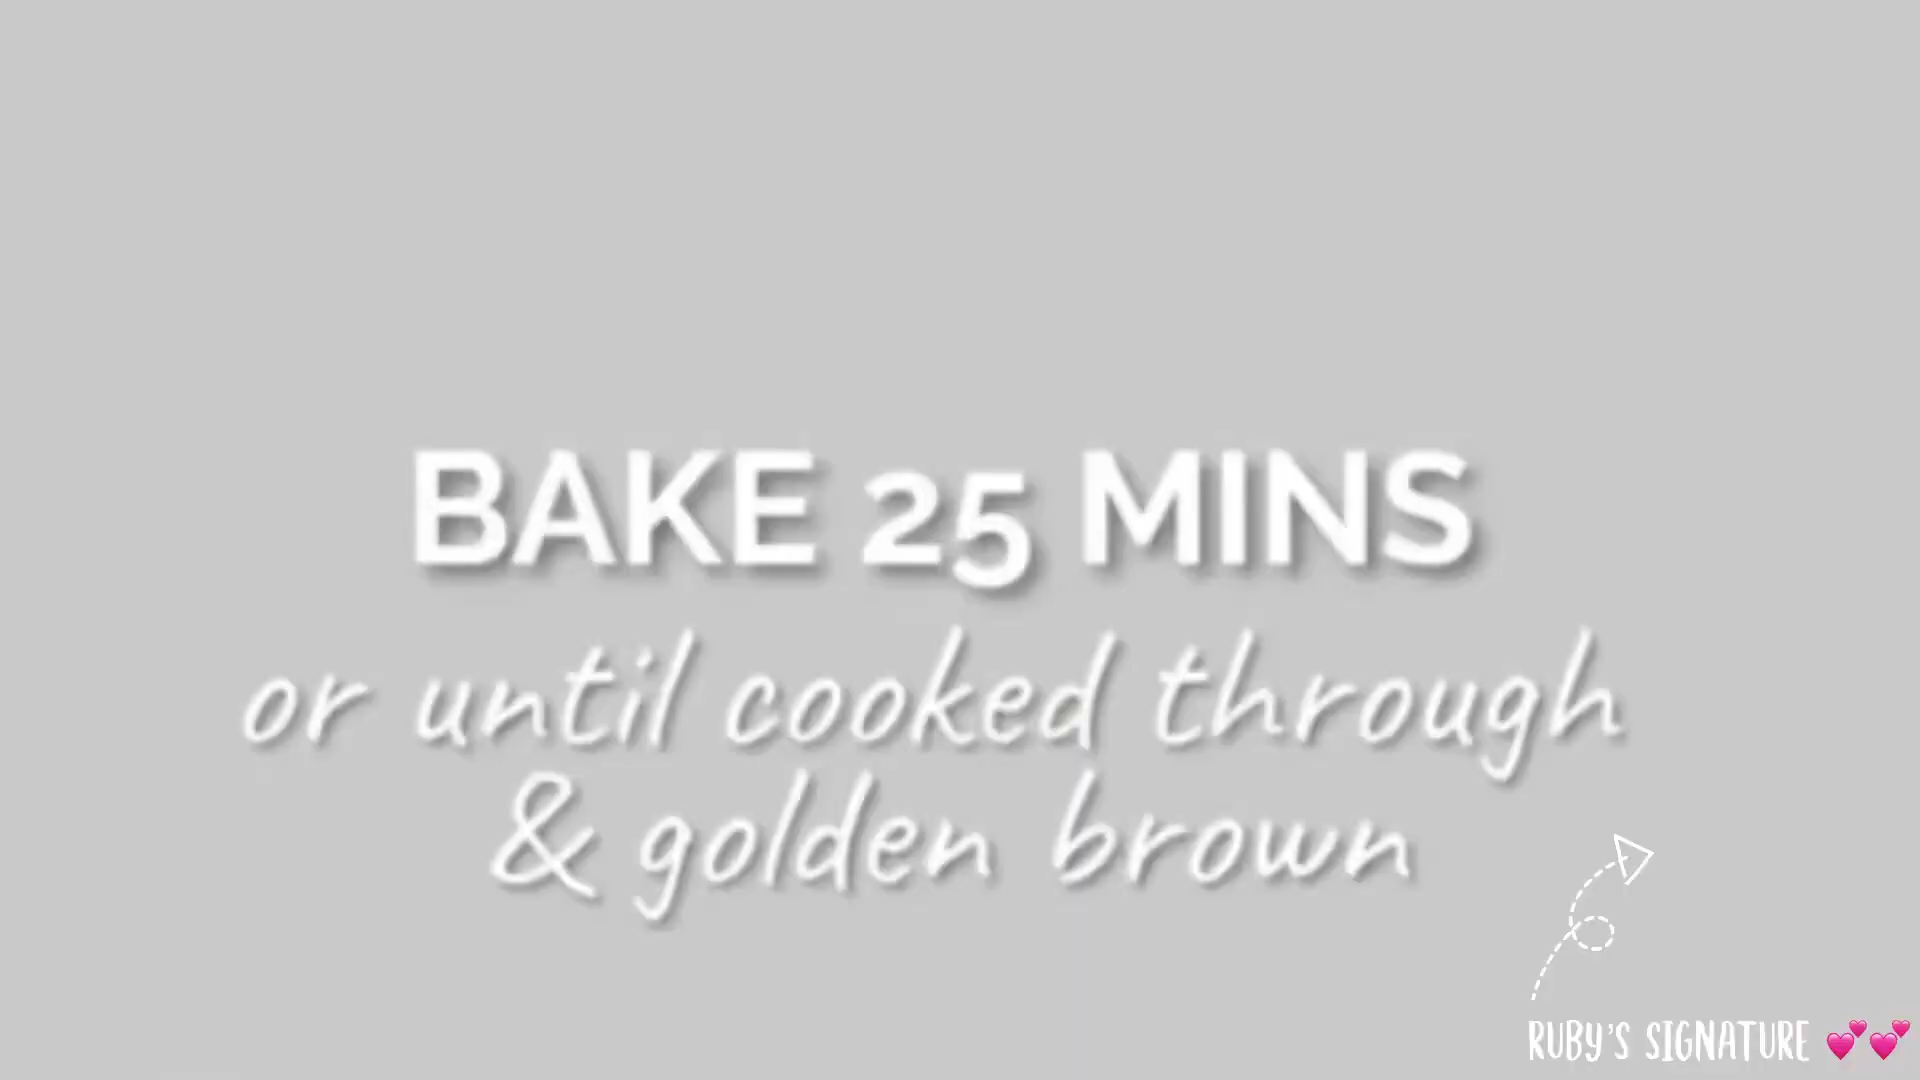 BAKE 25 MINS
or until cooked through
& golden brown
RUBY'S SIGNATURE 💕💕